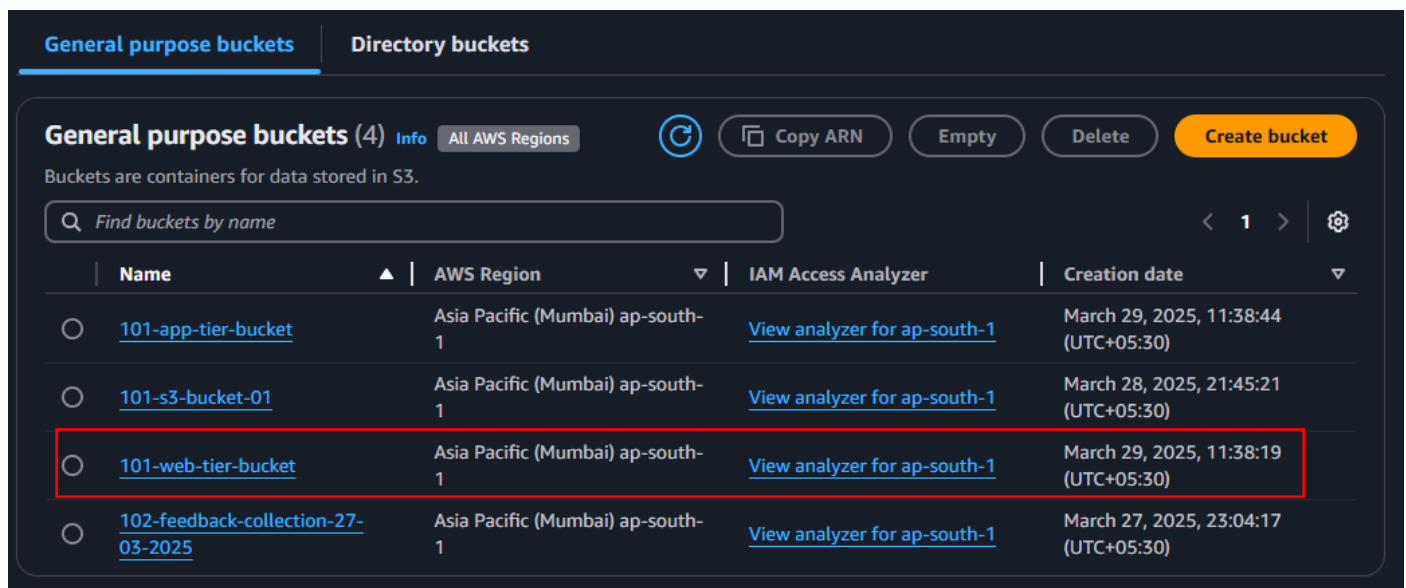 General purpose buckets Directory buckets
General purpose buckets (4) Info All AWS Regions Copy ARN Empty Delete Create bucket
Buckets are containers for data stored in S3.
Find buckets by name 1
Name AWS Region IAM Access Analyzer Creation date
101-app-tier-bucket Asia Pacific (Mumbai) ap-south-1 View analyzer for ap-south-1 March 29, 2025, 11:38:44 (UTC+05:30)
101-s3-bucket-01 Asia Pacific (Mumbai) ap-south-1 View analyzer for ap-south-1 March 28, 2025, 21:45:21 (UTC+05:30)
101-web-tier-bucket Asia Pacific (Mumbai) ap-south-1 View analyzer for ap-south-1 March 29, 2025, 11:38:19 (UTC+05:30)
102-feedback-collection-27-03-2025 Asia Pacific (Mumbai) ap-south-1 View analyzer for ap-south-1 March 27, 2025, 23:04:17 (UTC+05:30)